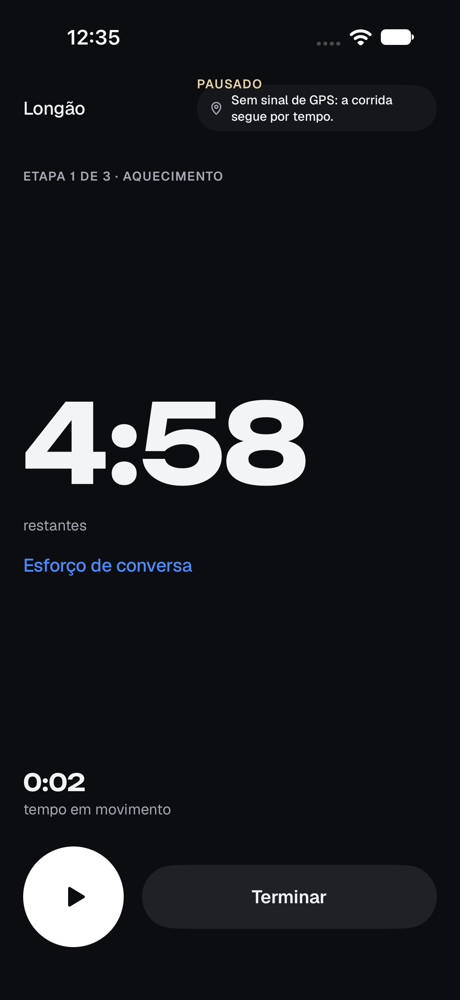 12:35
PAUSADO
Longão
Sem sinal de GPS: a corrida
segue por tempo.
ETAPA 1 DE 3 · AQUECIMENTO
4:58
restantes
Esforço de conversa
0:02
tempo em movimento
Terminar